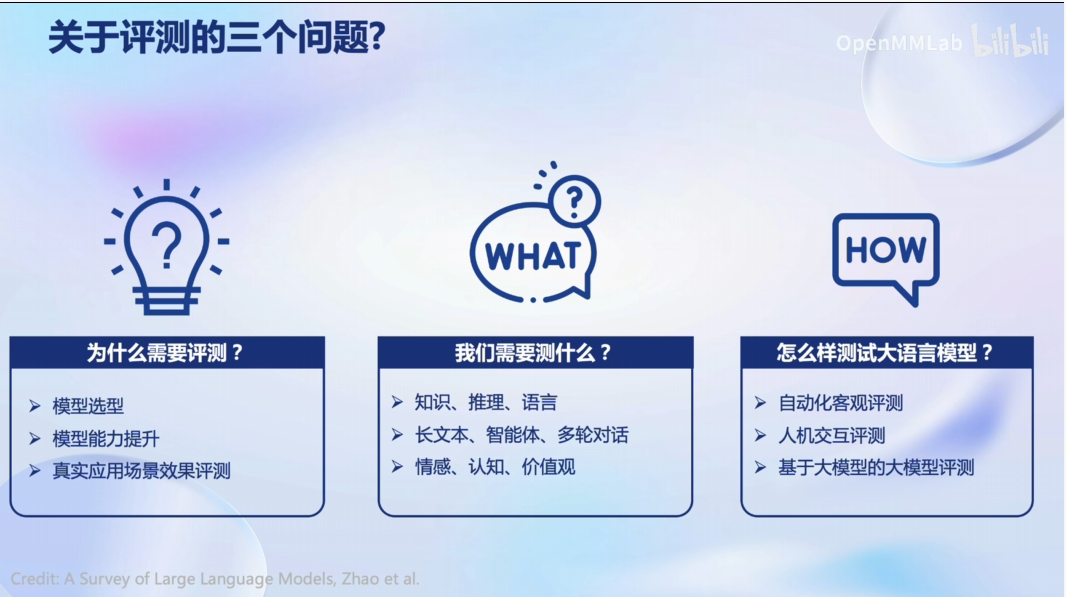 关于评测的三个问题?
OpenMMLab bilibili
?
WHAT
?
HOW
为什么需要评测？
模型选型
模型能力提升
真实应用场景效果评测
我们需要测什么？
知识、推理、语言
长文本、智能体、多轮对话
情感、认知、价值观
怎么样测试大语言模型？
自动化客观评测
人机交互评测
基于大模型的大模型评测
Credit: A Survey of Large Language Models, Zhao et al.